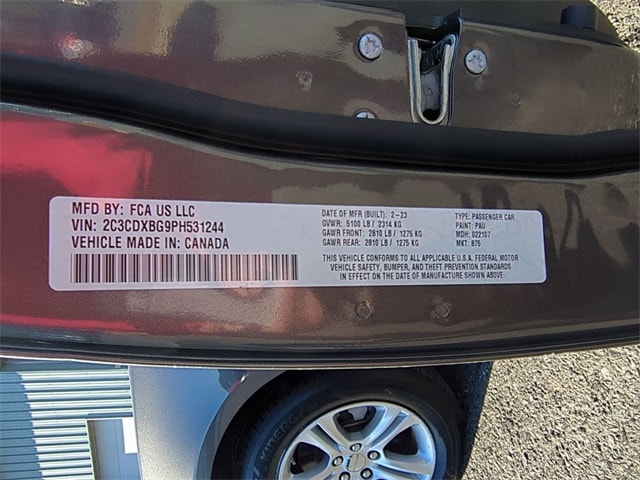 MFD BY: FCA US LLC
VIN: 2C3CDXBG9PH531244
VEHICLE MADE IN: CANADA
DATE OF MFR (BUILT): 2-23
GVWR: 5100 LB / 2314 KG
GAWR FRONT: 2810 LB / 1275 KG
GAWR REAR: 2810 LB / 1275 KG
TYPE: PASSENGER CAR
PAINT: PAU
MDH: 022107
MKT: 875
THIS VEHICLE CONFORMS TO ALL APPLICABLE U.S.A. FEDERAL MOTOR
VEHICLE SAFETY, BUMPER, AND THEFT PREVENTION STANDARDS
IN EFFECT ON THE DATE OF MANUFACTURE SHOWN ABOVE